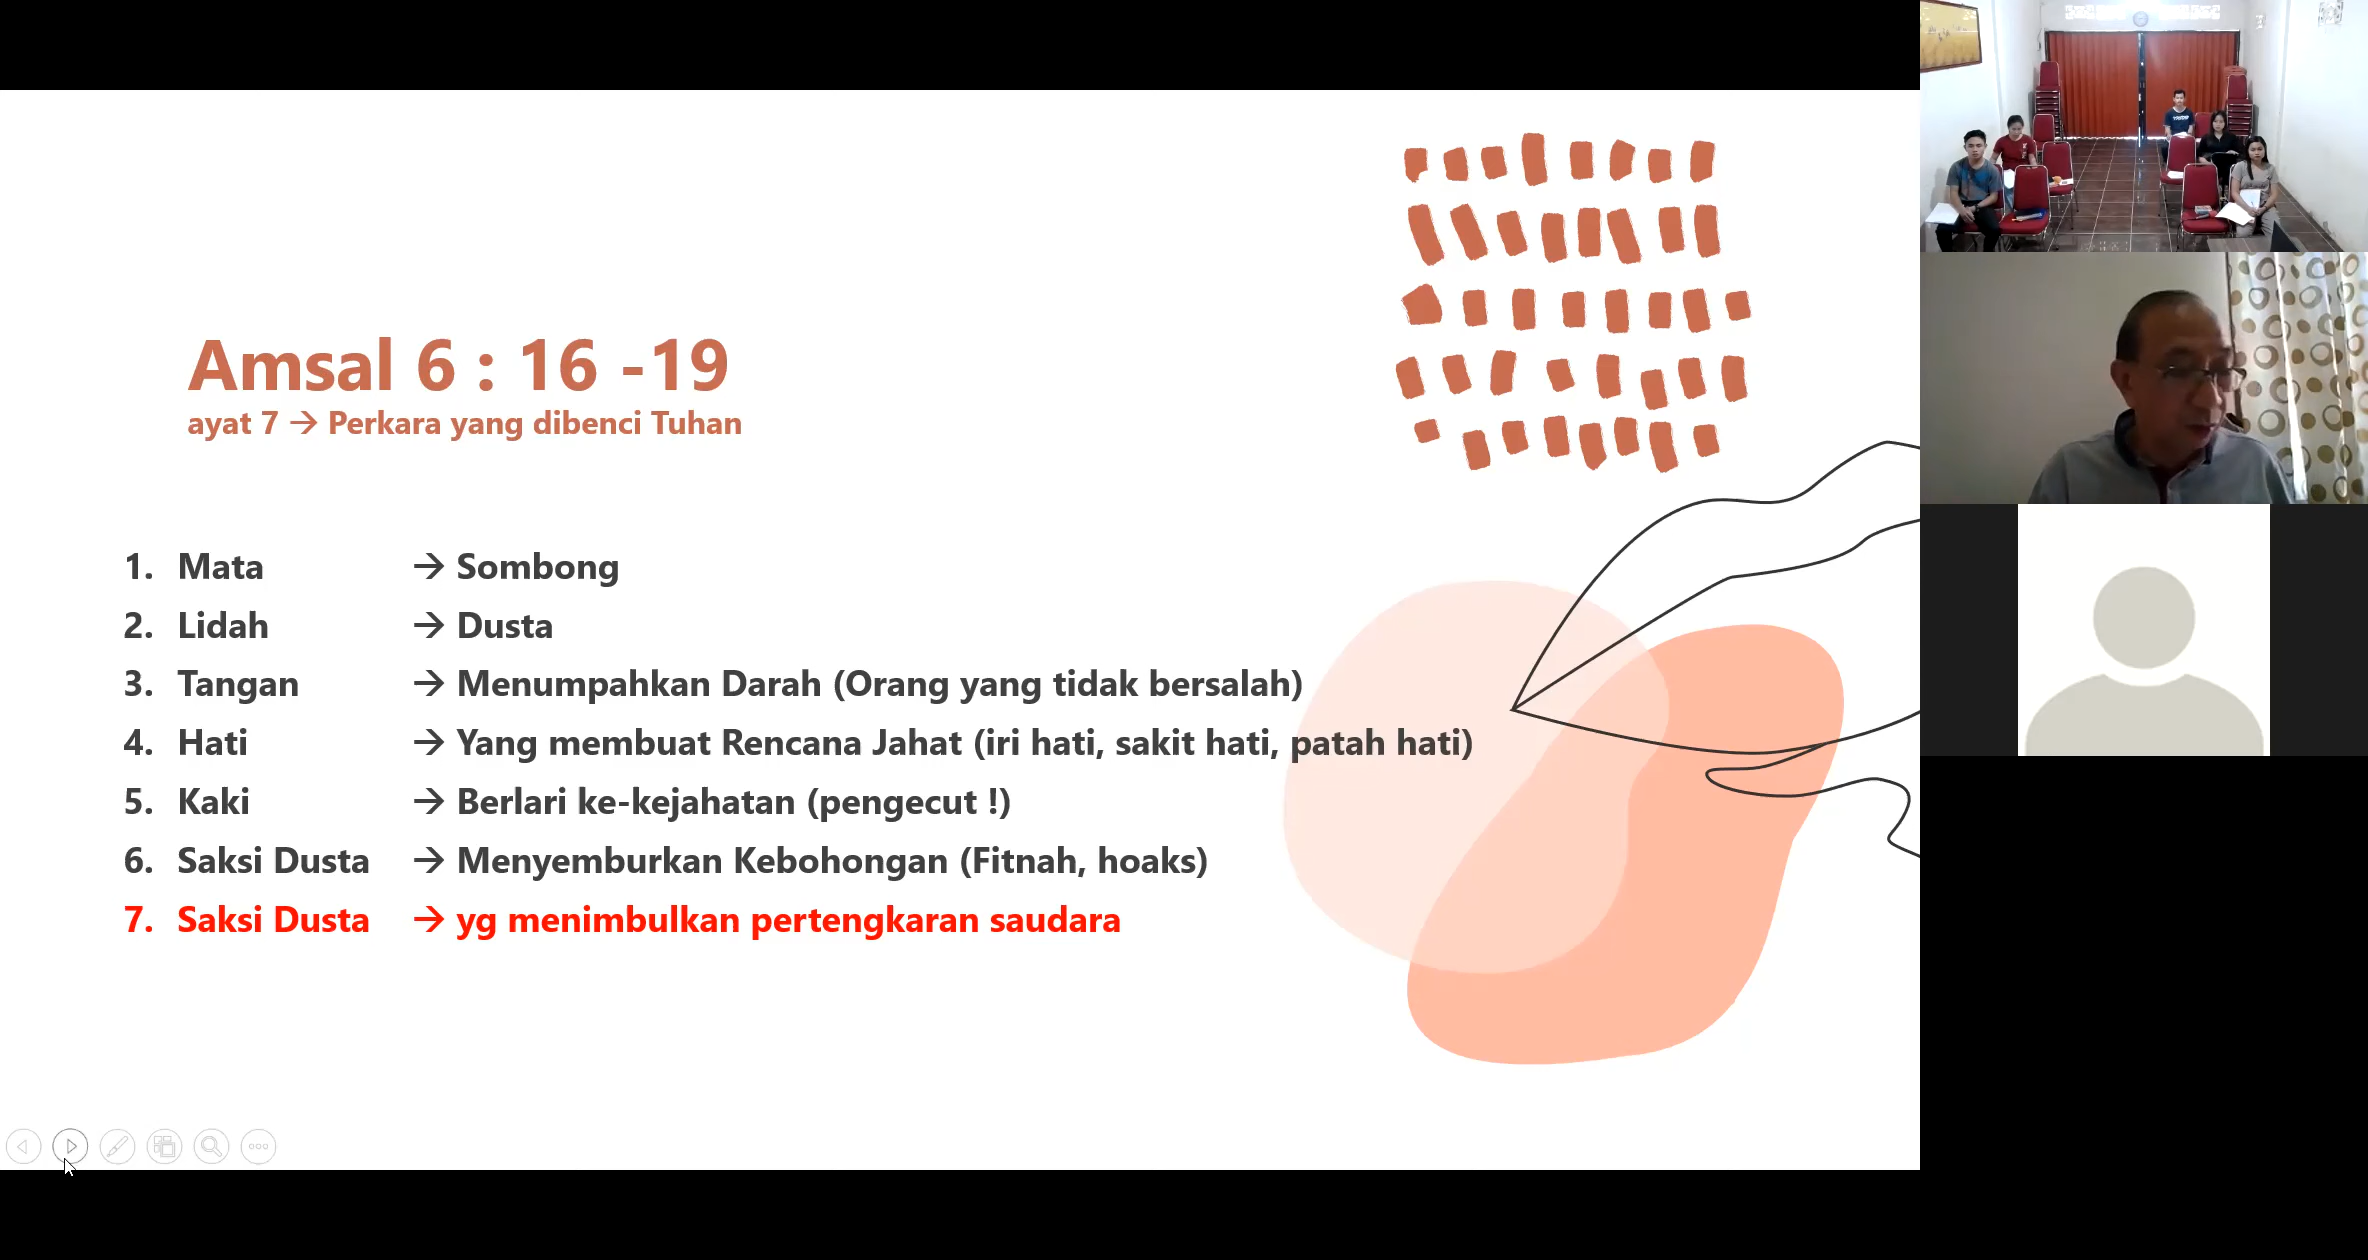 Amsal 6 : 16 -19
ayat 7 → Perkara yang dibenci Tuhan
1. Mata → Sombong
2. Lidah → Dusta
3. Tangan → Menumpahkan Darah (Orang yang tidak bersalah)
4. Hati → Yang membuat Rencana Jahat (iri hati, sakit hati, patah hati)
5. Kaki → Berlari ke-kejahatan (pengecut !)
6. Saksi Dusta → Menyemburkan Kebohongan (Fitnah, hoaks)
7. Saksi Dusta → yg menimbulkan pertengkaran saudara